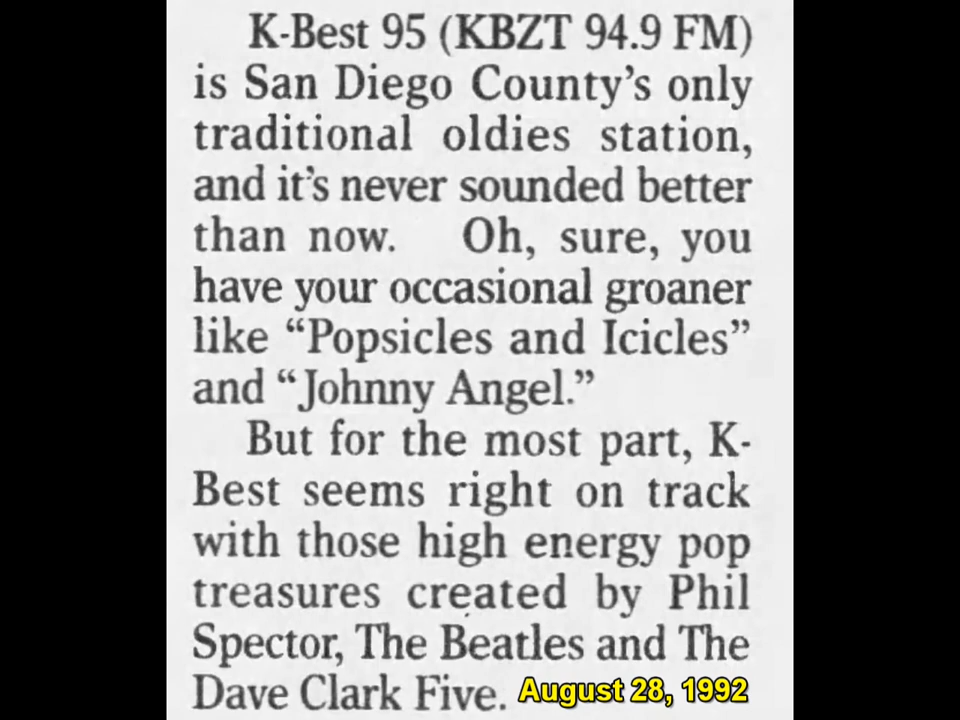 K-Best 95 (KBZT 94.9 FM)
is San Diego County's only
traditional oldies station,
and it's never sounded better
than now. Oh, sure, you
have your occasional groaner
like “Popsicles and Icicles”
and “Johnny Angel.”
But for the most part, K-
Best seems right on track
with those high energy pop
treasures created by Phil
Spector, The Beatles and The
Dave Clark Five. August 28, 1992